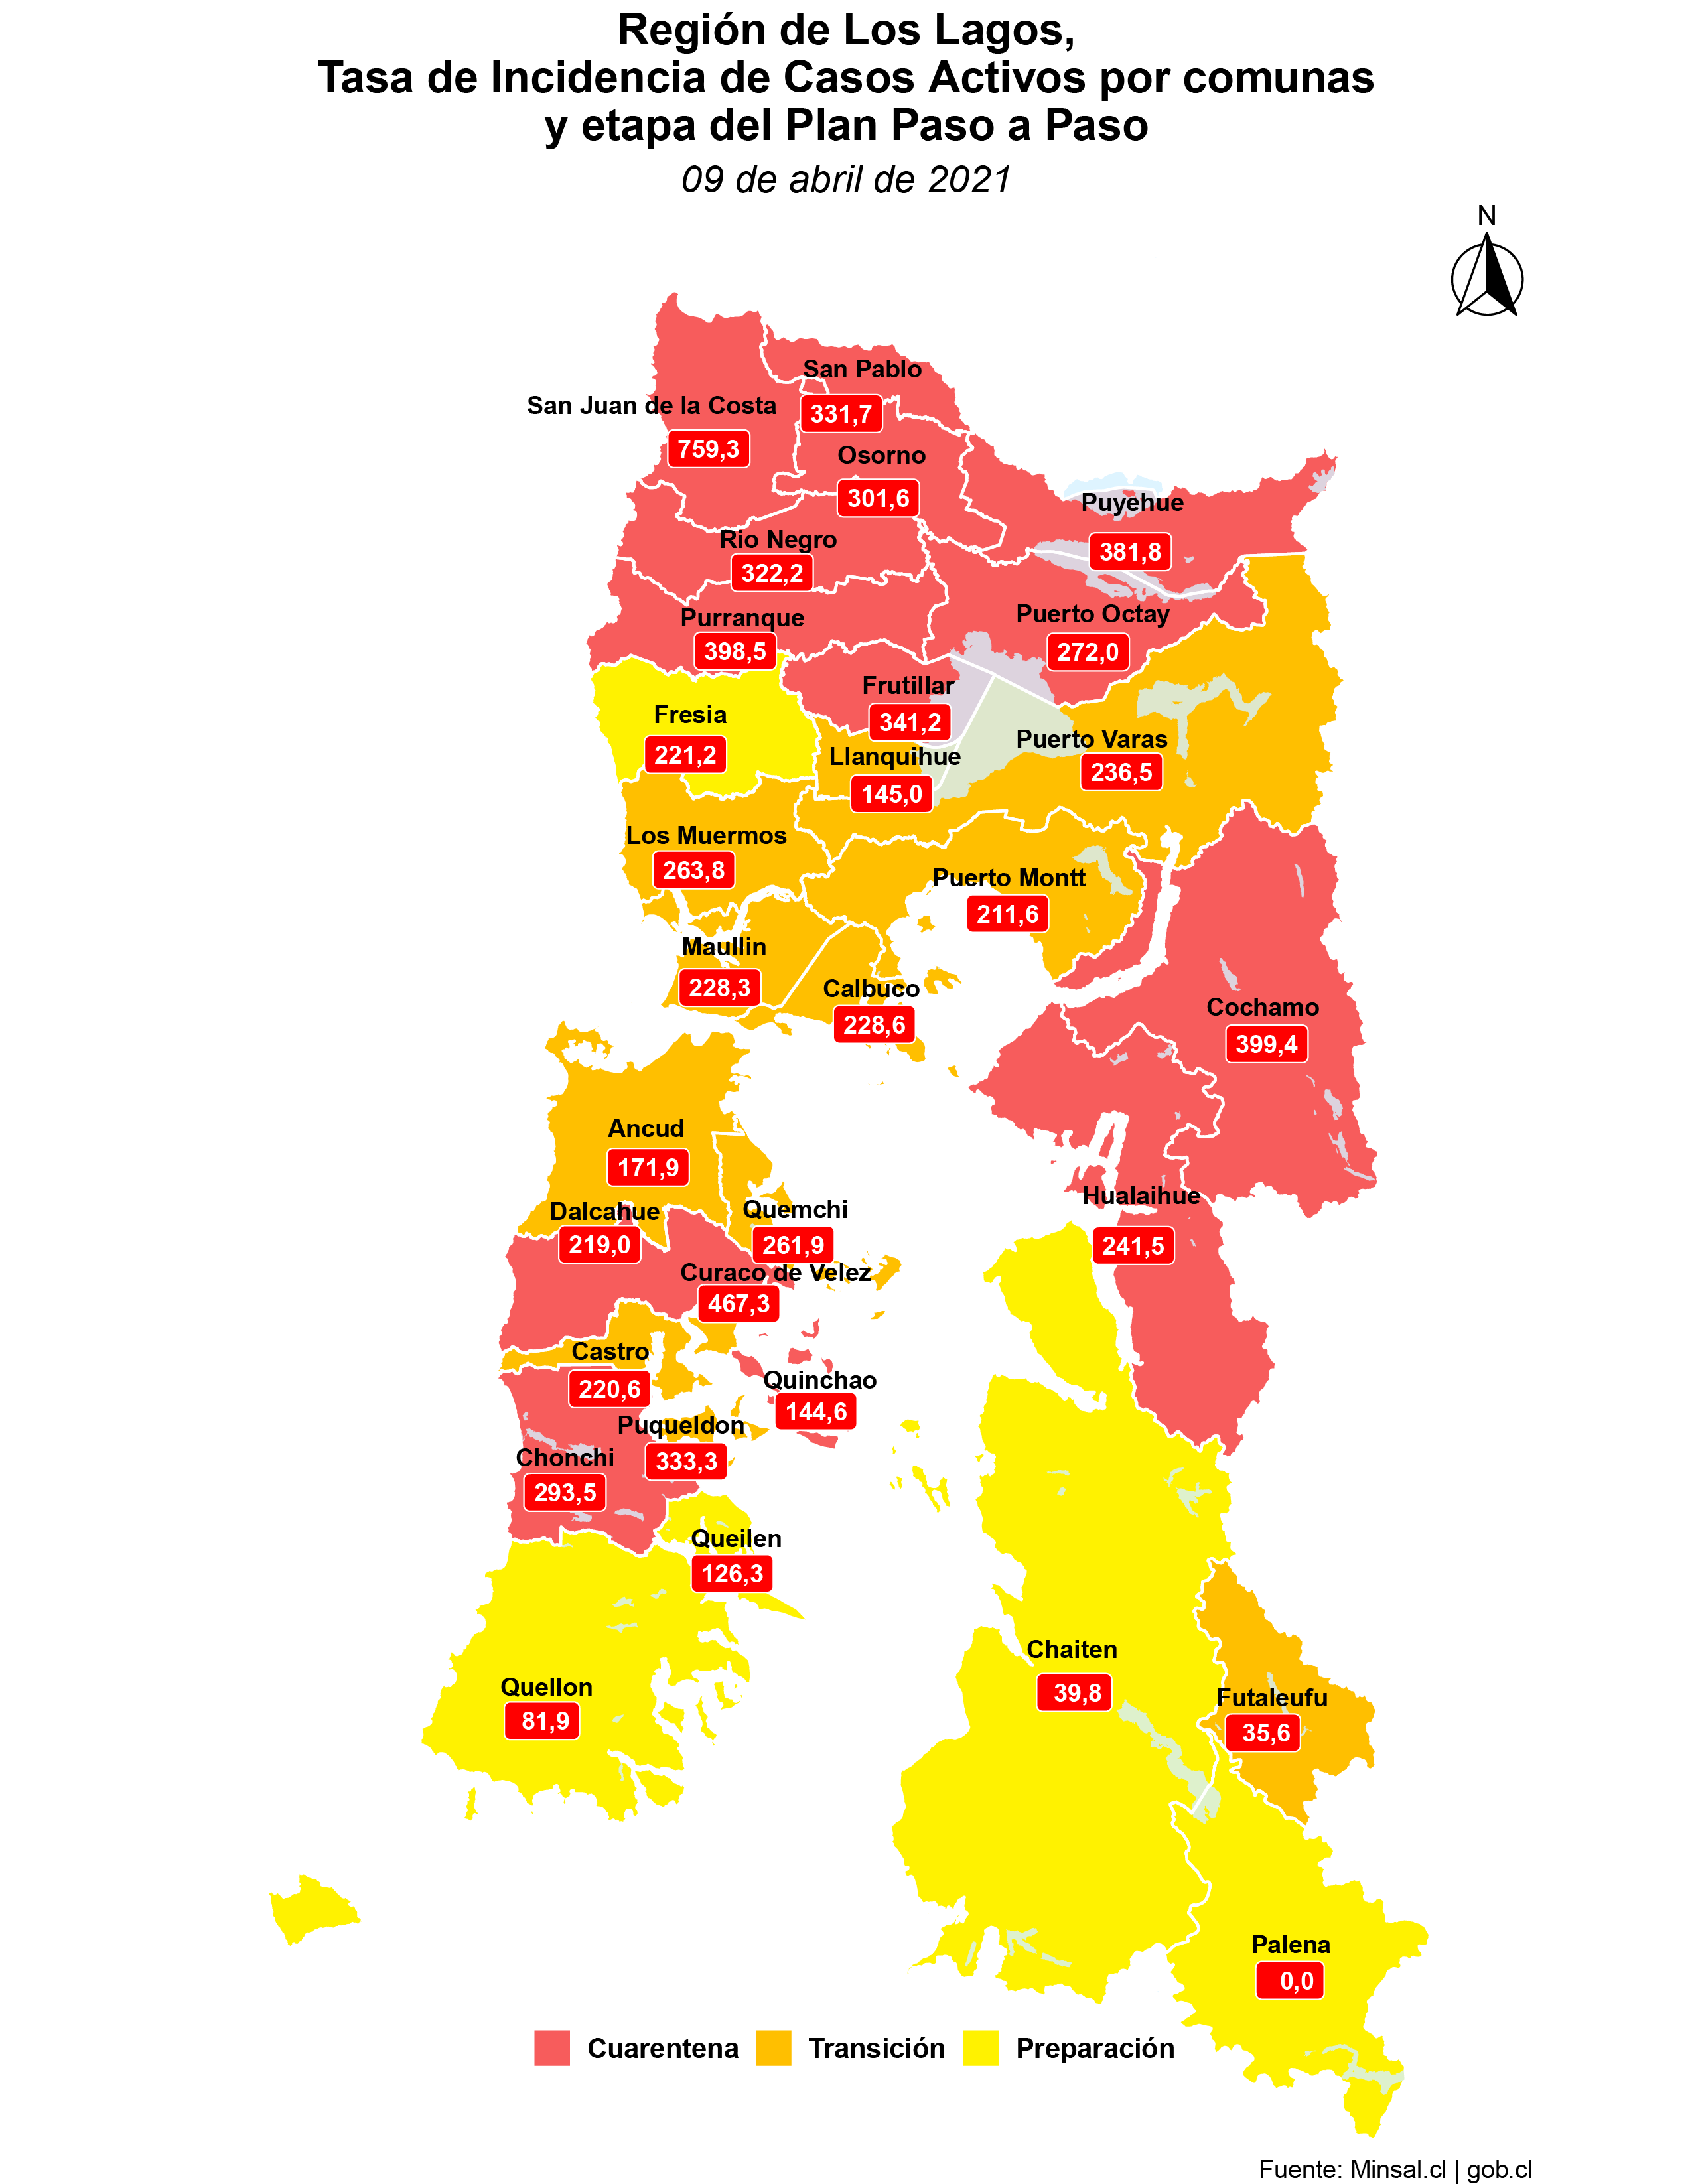 Región de Los Lagos,
Tasa de Incidencia de Casos Activos por comunas
y etapa del Plan Paso a Paso
09 de abril de 2021
N
San Pablo
331,7
San Juan de la Costa
759,3
Osorno
301,6
Puyehue
381,8
Rio Negro
322,2
Puerto Octay
272,0
Purranque
398,5
Frutillar
341,2
Fresia
221,2
Puerto Varas
236,5
Llanquihue
145,0
Los Muermos
263,8
Puerto Montt
211,6
Maullin
228,3
Calbuco
228,6
Cochamo
399,4
Ancud
171,9
Hualaihue
241,5
Dalcahue
219,0
Quemchi
261,9
Curaco de Velez
467,3
Castro
220,6
Quinchao
144,6
Puqueldon
333,3
Chonchi
293,5
Queilen
126,3
Chaiten
39,8
Quellon
81,9
Futaleufu
35,6
Palena
0,0
Cuarentena Transición Preparación
Fuente: Minsal.cl | gob.cl